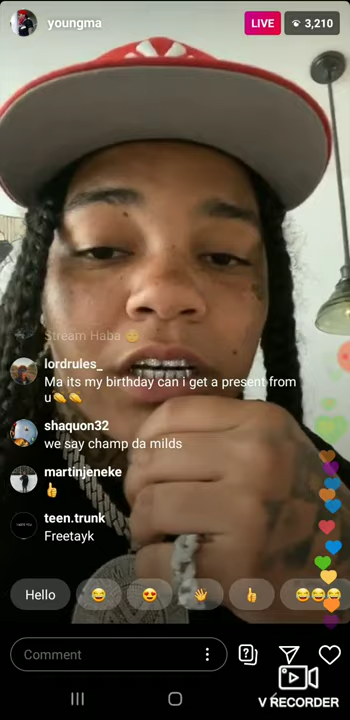 youngma
LIVE
3,210
Stream Haba 😊
lordrules_
Ma its my birthday can i get a present from
u
shaquon32
we say champ da milds
martinjeneke
👍
teen.trunk
Freetayk
Hello
😂
😍
👋
👍
😂😂😂
Comment
V RECORDER